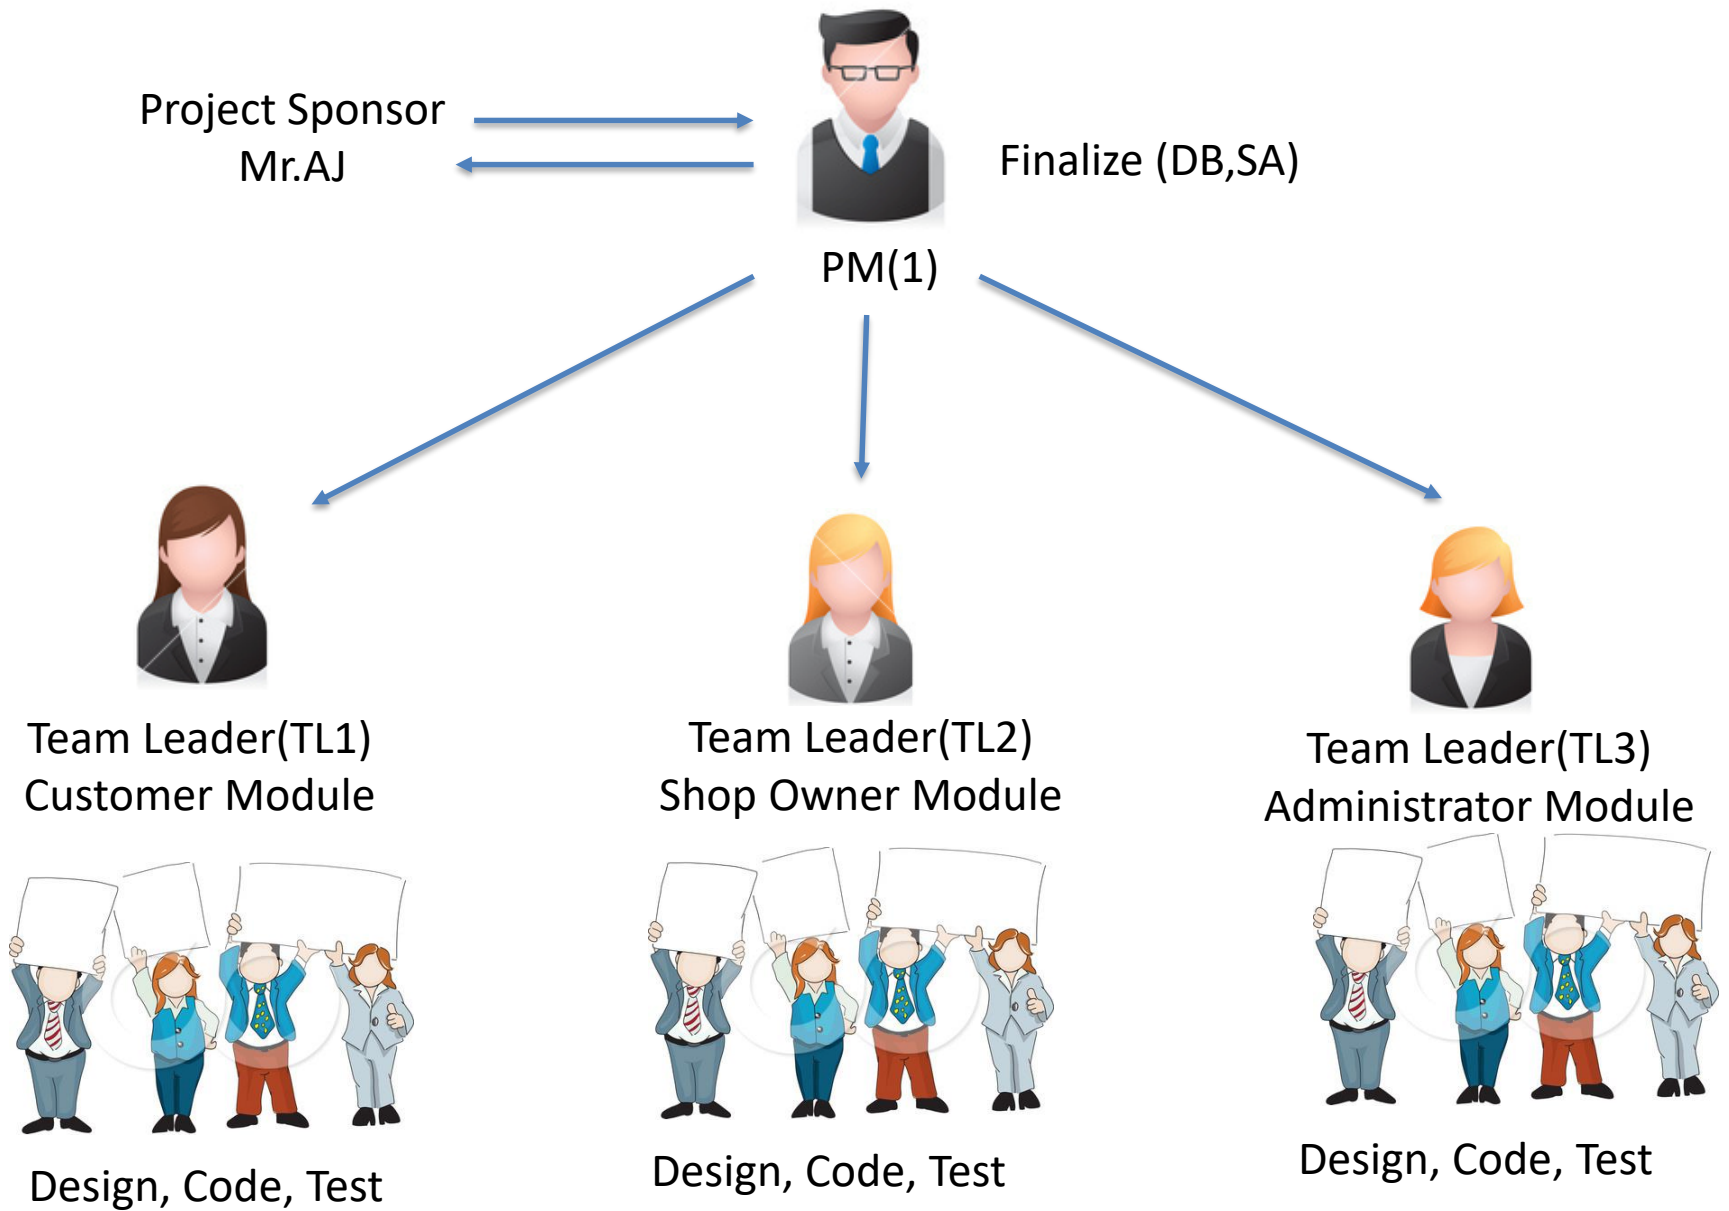 Project Sponsor
Mr.AJ
Finalize (DB,SA)
PM(1)
Team Leader(TL1)
Customer Module
Team Leader(TL2)
Shop Owner Module
Team Leader(TL3)
Administrator Module
Design, Code, Test
Design, Code, Test
Design, Code, Test